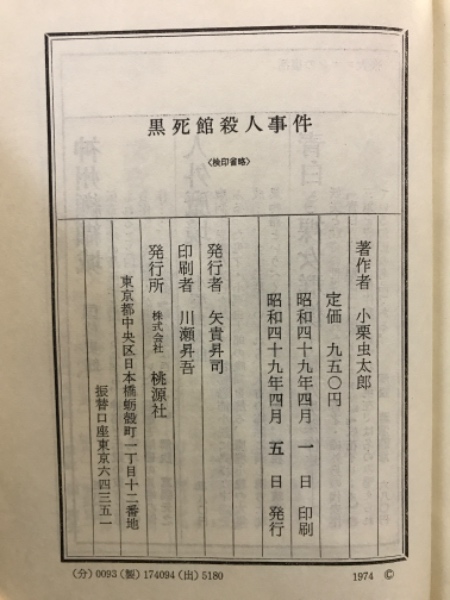 黒死館殺人事件
〈検印省略〉
著作者 小栗虫太郎
定価 九五〇円
昭和四十九年四月 一 日 印刷
昭和四十九年四月 五 日 発行
発行者 矢貴昇司
印刷者 川瀬昇吾
発行所 株式会社 桃源社
東京都中央区日本橋蛎殻町一丁目十二番地
振替口座東京六四三五一
(分) 0093 (製) 174094 (出) 5180
1974 ©